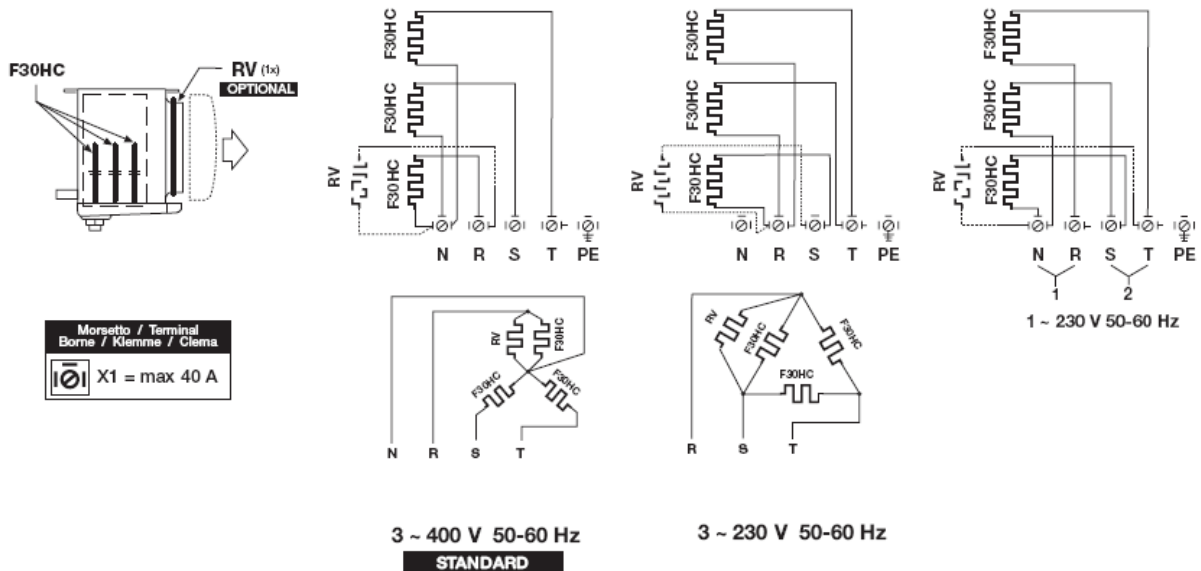 F30HC
RV (1x)
OPTIONAL
Morsetto / Terminal
Borne / Klemme / Clema
X1 = max 40 A
F30HC
F30HC
RV
F30HC
N R S T PE
RV
F30HC
F30HC
F30HC
N R S T
3 ~ 400 V 50-60 Hz
STANDARD
F30HC
F30HC
RV
F30HC
N R S T PE
RV
F30HC
F30HC
F30HC
R S T
3 ~ 230 V 50-60 Hz
F30HC
F30HC
RV
F30HC
N R S T PE
1 2
1 ~ 230 V 50-60 Hz